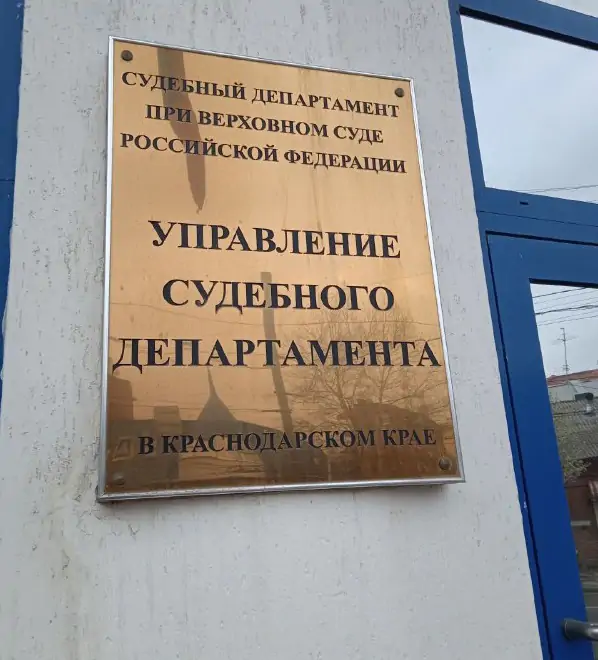 СУДЕБНЫЙ ДЕПАРТАМЕНТ
ПРИ ВЕРХОВНОМ СУДЕ
РОССИЙСКОЙ ФЕДЕРАЦИИ
УПРАВЛЕНИЕ
СУДЕБНОГО
ДЕПАРТАМЕНТА
В КРАСНОДАРСКОМ КРАЕ